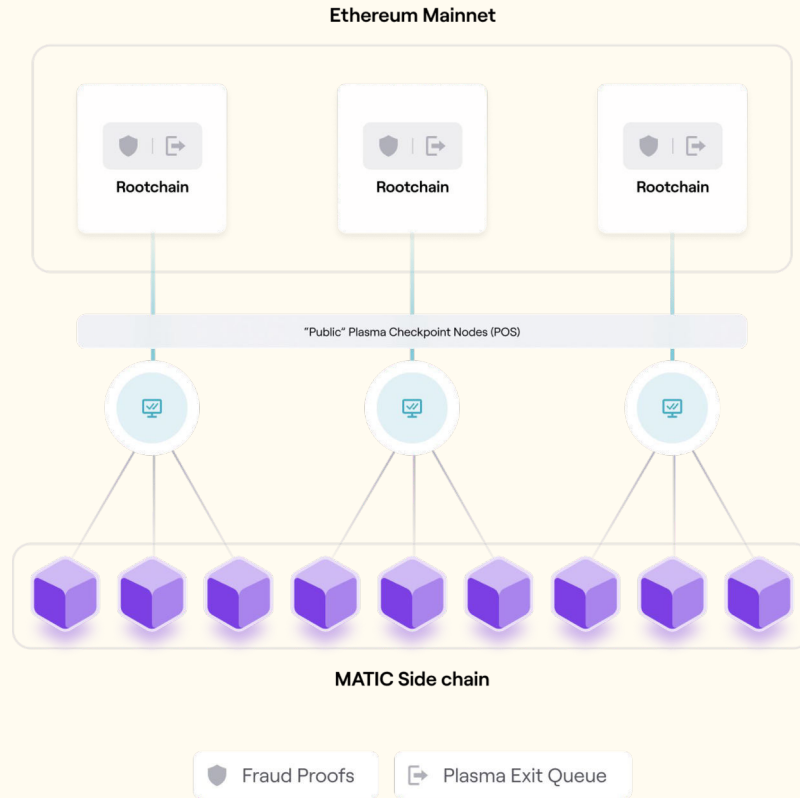 Ethereum Mainnet
Rootchain
Rootchain
Rootchain
"Public" Plasma Checkpoint Nodes (POS)
MATIC Side chain
Fraud Proofs
Plasma Exit Queue